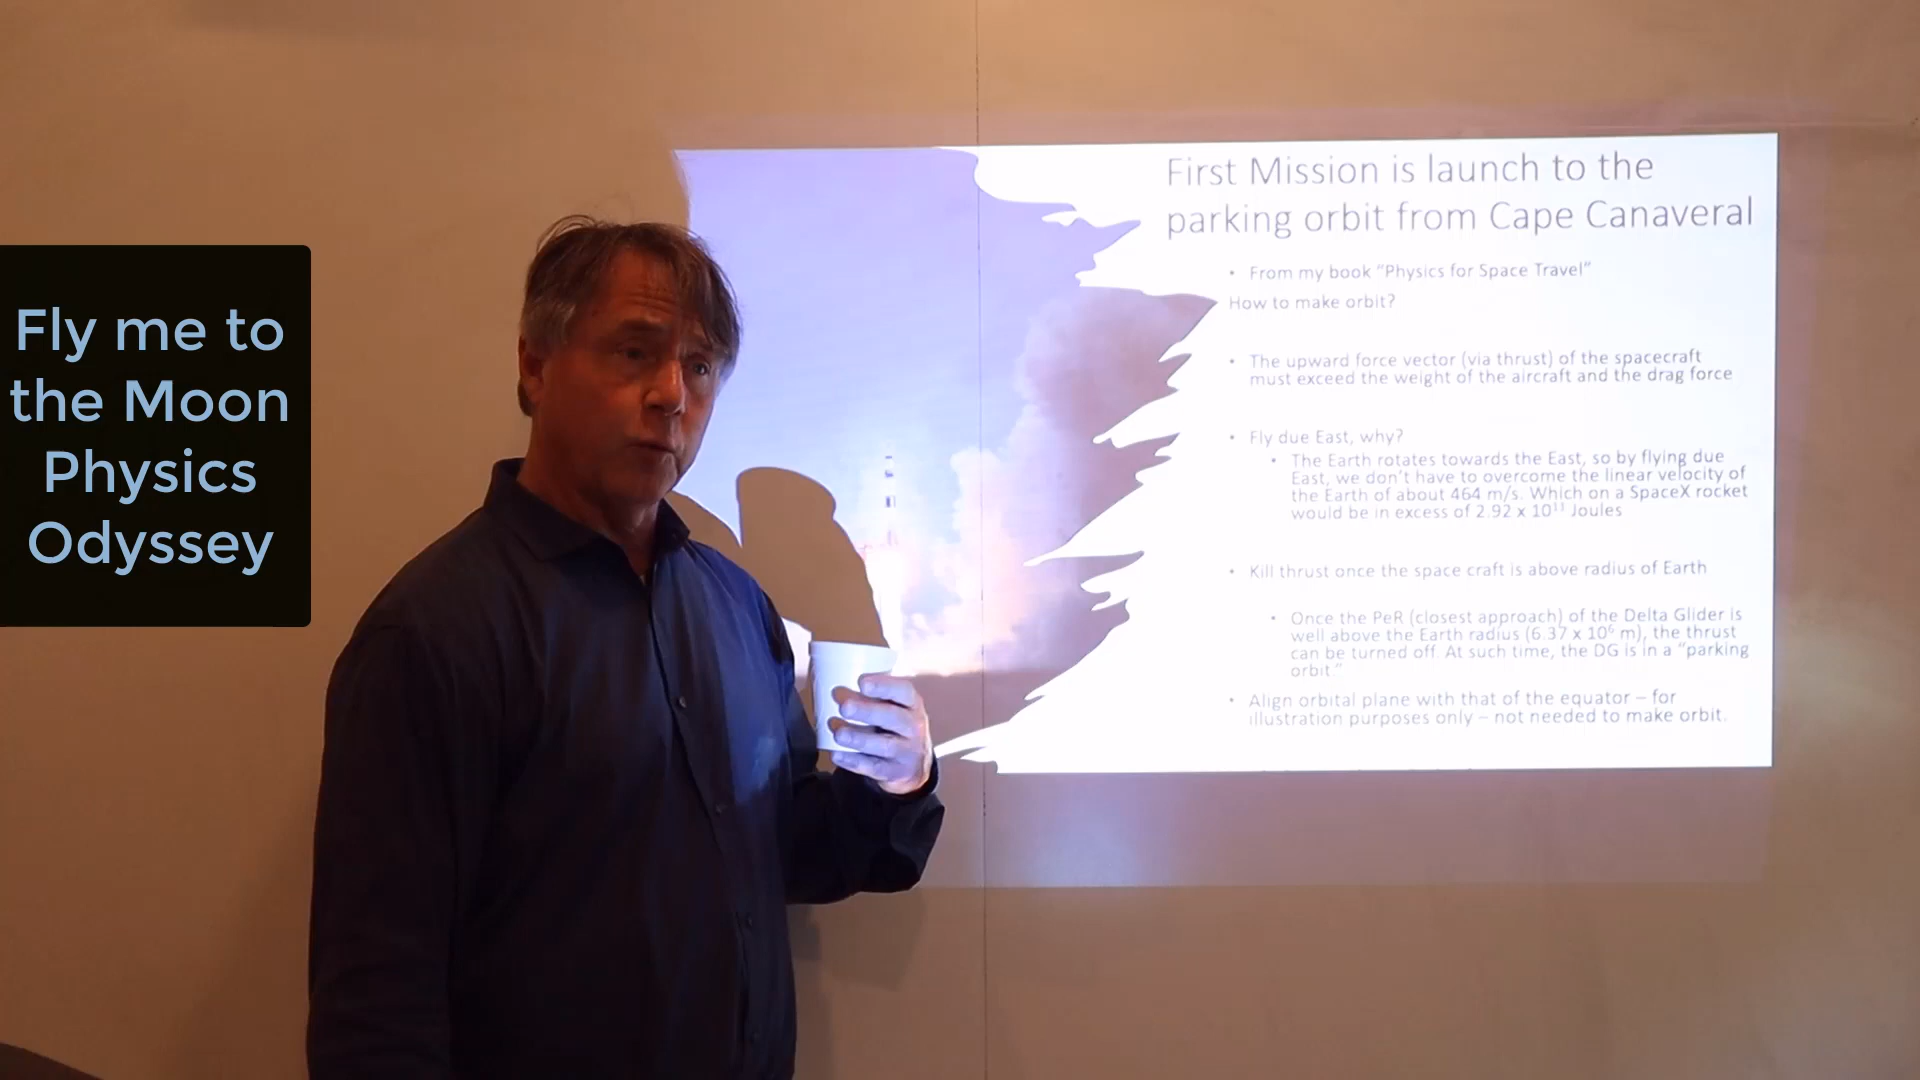 Fly me to
the Moon
Physics
Odyssey
First Mission is launch to the
parking orbit from Cape Canaveral
• From my book “Physics for Space Travel”
How to make orbit?
• The upward force vector (via thrust) of the spacecraft
must exceed the weight of the aircraft and the drag force
• Fly due East, why?
• The Earth rotates towards the East, so by flying due
East, we don’t have to overcome the linear velocity of
the Earth of about 464 m/s. Which on a SpaceX rocket
would be in excess of 2.92 x 10¹¹ Joules
• Kill thrust once the space craft is above radius of Earth
• Once the PeR (closest approach) of the Delta Glider is
well above the Earth radius (6.37 x 10⁶ m), the thrust
can be turned off. At such time, the DG is in a “parking
orbit.”
• Align orbital plane with that of the equator – for
illustration purposes only – not needed to make orbit.